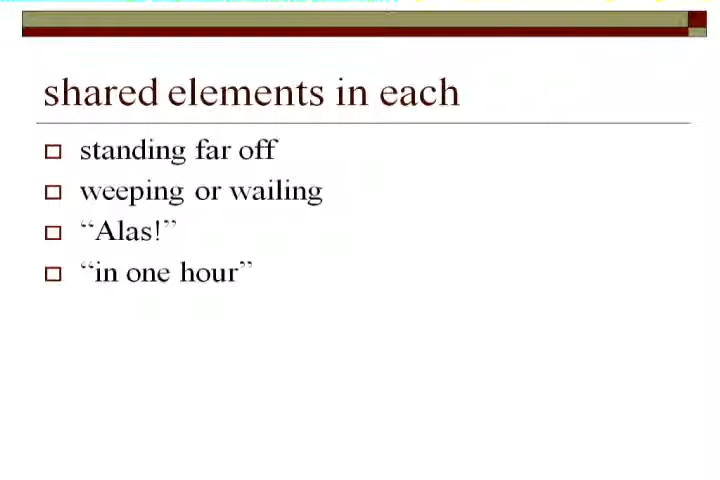 shared elements in each
standing far off
weeping or wailing
“Alas!”
“in one hour”